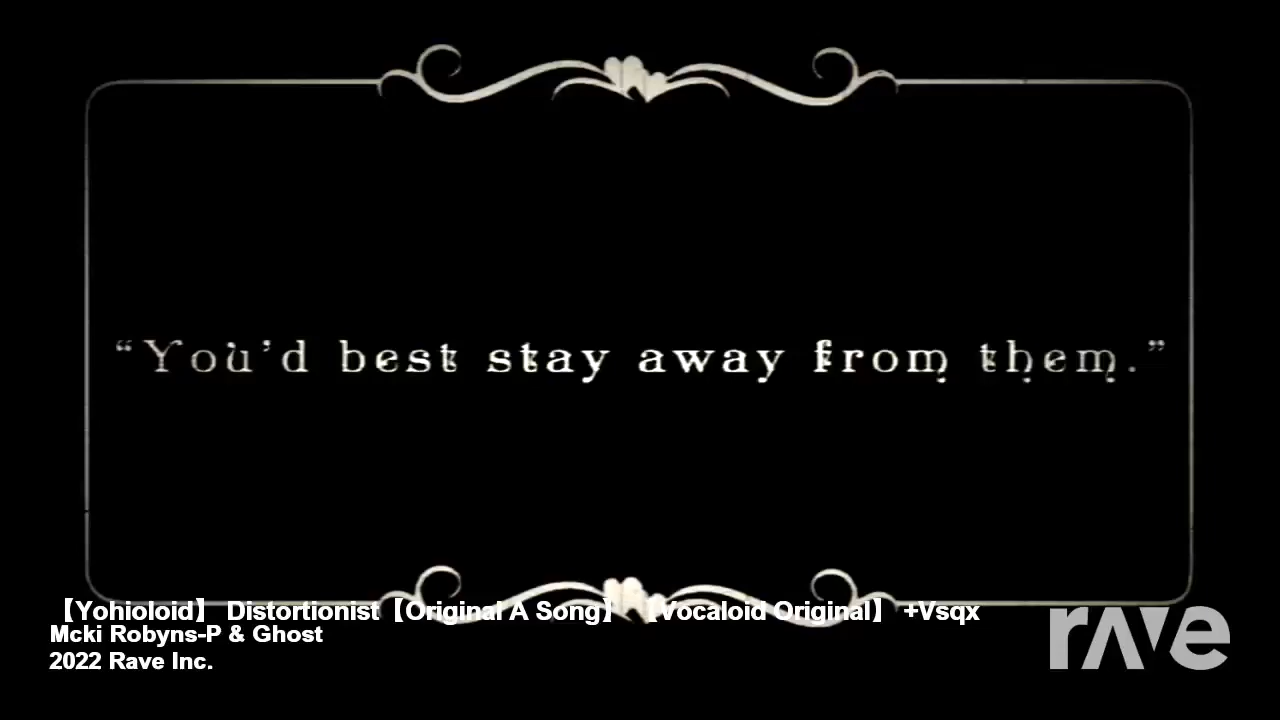 “You’d best stay away from them.”
【Yohioloid】 Distortionist【Original A Song】 【Vocaloid Original】 +Vsqx
Mcki Robyns-P & Ghost
2022 Rave Inc.
rave